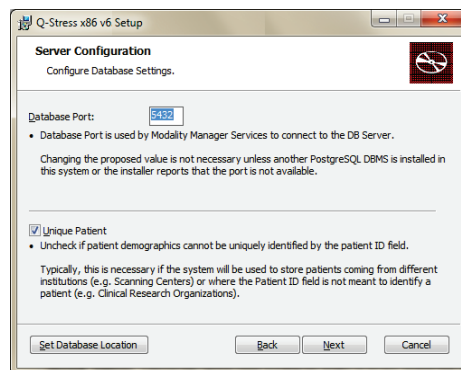 Q-Stress x86 v6 Setup
Server Configuration
Configure Database Settings.
Database Port:
5432
• Database Port is used by Modality Manager Services to connect to the DB Server.
Changing the proposed value is not necessary unless another PostgreSQL DBMS is installed in
this system or the installer reports that the port is not available.
Unique Patient
• Uncheck if patient demographics cannot be uniquely identified by the patient ID field.
Typically, this is necessary if the system will be used to store patients coming from different
institutions (e.g. Scanning Centers) or where the Patient ID field is not meant to identify a
patient (e.g. Clinical Research Organizations).
Set Database Location
Back
Next
Cancel